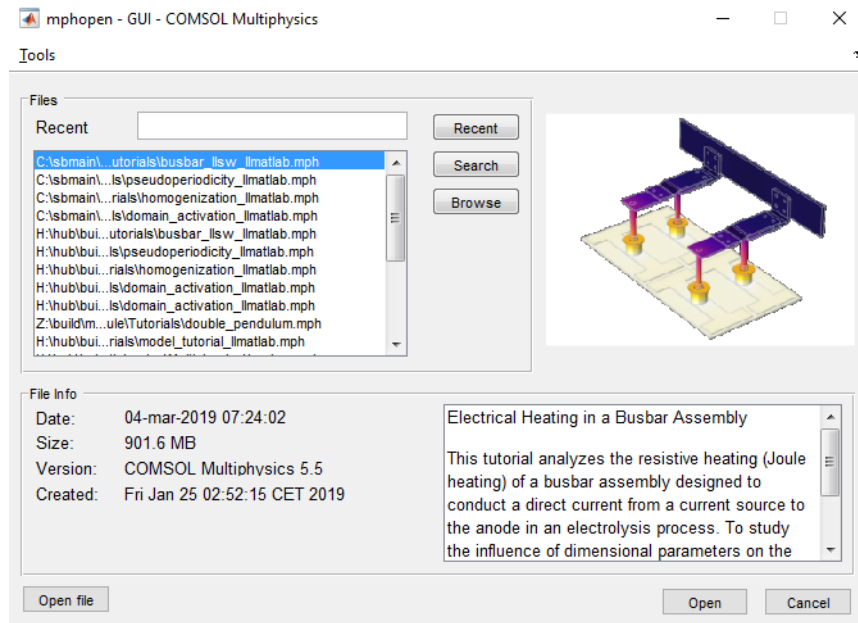 mphopen - GUI - COMSOL Multiphysics
Tools
Files
Recent
Recent
Search
Browse
C:\sbmain\...utorials\busbar_llsw_llmatlab.mph
C:\sbmain\...ls\pseudoperiodicity_llmatlab.mph
C:\sbmain\...rials\homogenization_llmatlab.mph
C:\sbmain\...ls\domain_activation_llmatlab.mph
H:\hub\bui...utorials\busbar_llsw_llmatlab.mph
H:\hub\bui...ls\pseudoperiodicity_llmatlab.mph
H:\hub\bui...rials\homogenization_llmatlab.mph
H:\hub\bui...ls\domain_activation_llmatlab.mph
H:\hub\bui...ls\domain_activation_llmatlab.mph
Z:\build\m...ule\Tutorials\double_pendulum.mph
H:\hub\bui...rials\model_tutorial_llmatlab.mph
File Info
Date: 04-mar-2019 07:24:02
Size: 901.6 MB
Version: COMSOL Multiphysics 5.5
Created: Fri Jan 25 02:52:15 CET 2019
Electrical Heating in a Busbar Assembly
This tutorial analyzes the resistive heating (Joule
heating) of a busbar assembly designed to
conduct a direct current from a current source to
the anode in an electrolysis process. To study
the influence of dimensional parameters on the
Open file
Open
Cancel